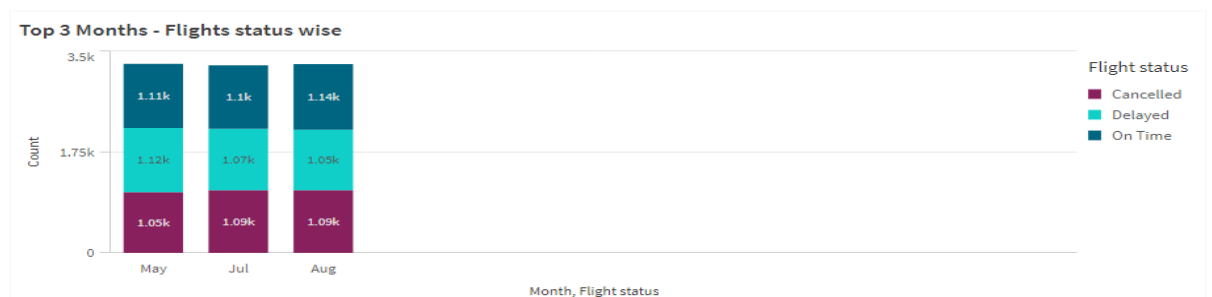 Top 3 Months - Flights status wise
3.5k
1.75k
0
Count
1.11k 1.1k 1.14k
1.12k 1.07k 1.05k
1.05k 1.09k 1.09k
May Jul Aug
Month, Flight status
Flight status
Cancelled
Delayed
On Time